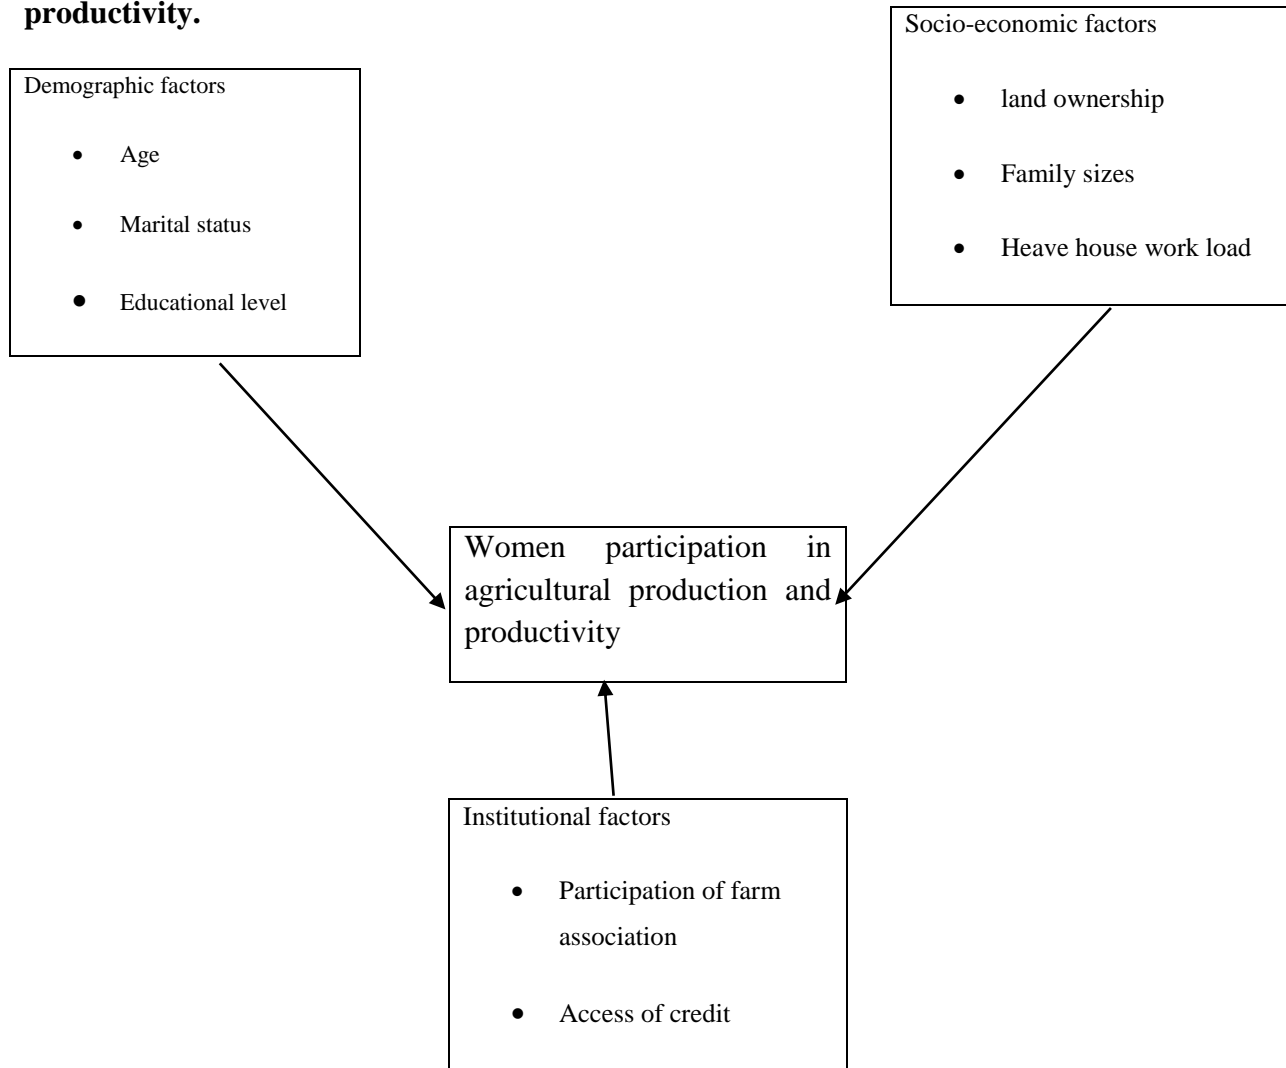 productivity.
Demographic factors
• Age
• Marital status
• Educational level
Socio-economic factors
• land ownership
• Family sizes
• Heave house work load
Women participation in
agricultural production and
productivity
Institutional factors
• Participation of farm
association
• Access of credit